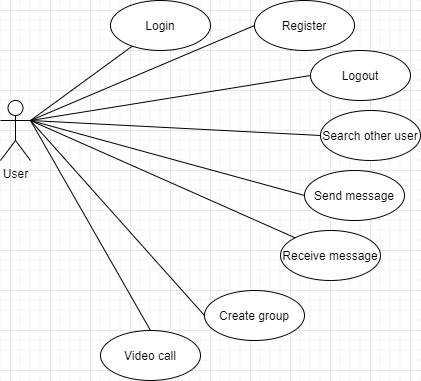 Login
Register
Logout
Search other user
User
Send message
Receive message
Create group
Video call